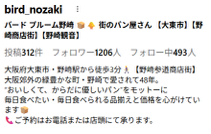 bird_nozaki
バード ブルーム野崎 📦 🐤 街のパン屋さん 【大東市】【野
崎商店街】【野崎観音】
投稿312件 フォロワー1206人 フォロー中493人
大阪府大東市・野崎駅から徒歩3分🚶【野崎参道商店街】
大阪郊外の緑豊かな町・野崎で愛されて48年。
“おいしくて、からだに優しいパン”をモットーに
毎日食べたい・毎日食べられる品揃えと価格を心がけていま
す🍞
📞ご予約はお電話または店頭にて承ります。